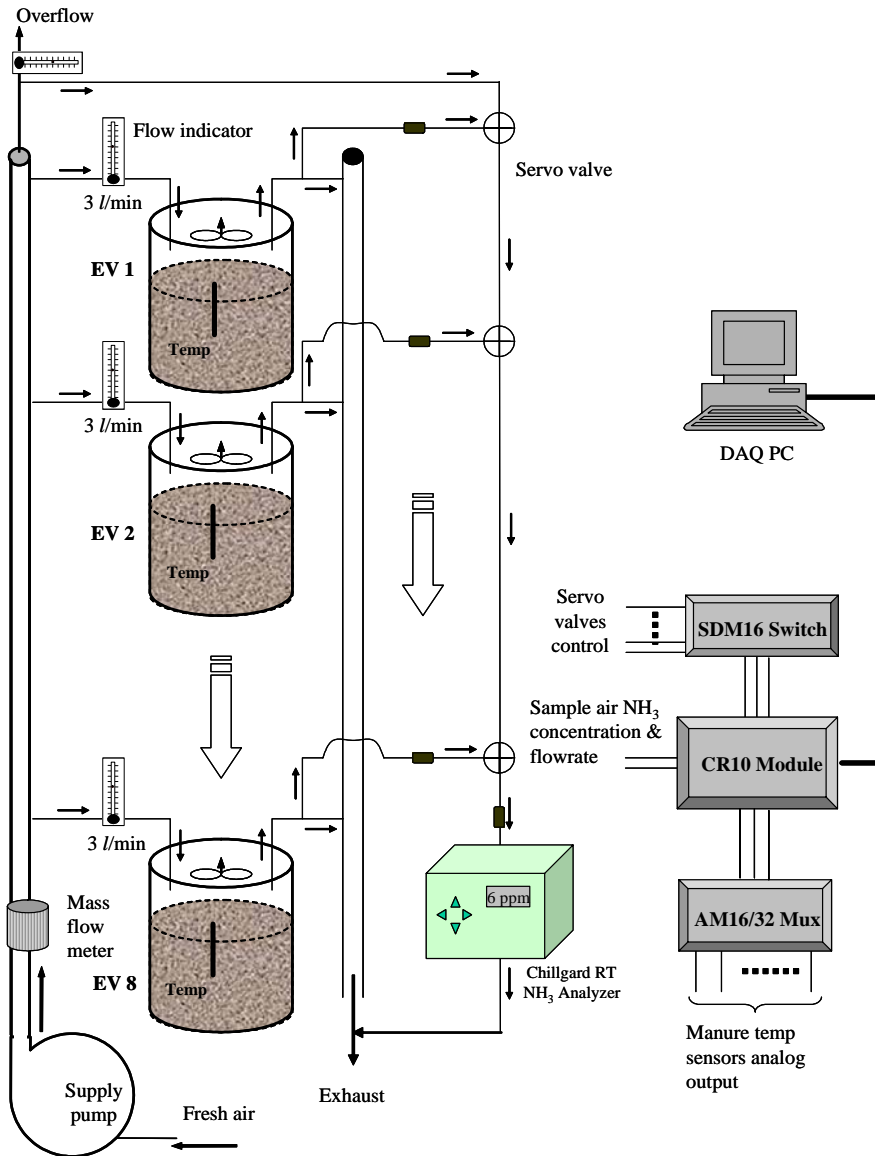 Overflow
Flow indicator
3 l/min
Servo valve
EV 1
Temp
3 l/min
EV 2
Temp
DAQ PC
Servo
valves
control
SDM16 Switch
Sample air NH₃
concentration &
flowrate
CR10 Module
3 l/min
Mass
flow
meter
EV 8
Temp
6 ppm
Chillgard RT
NH₃ Analyzer
AM16/32 Mux
Manure temp
sensors analog
output
Supply
pump
Fresh air
Exhaust